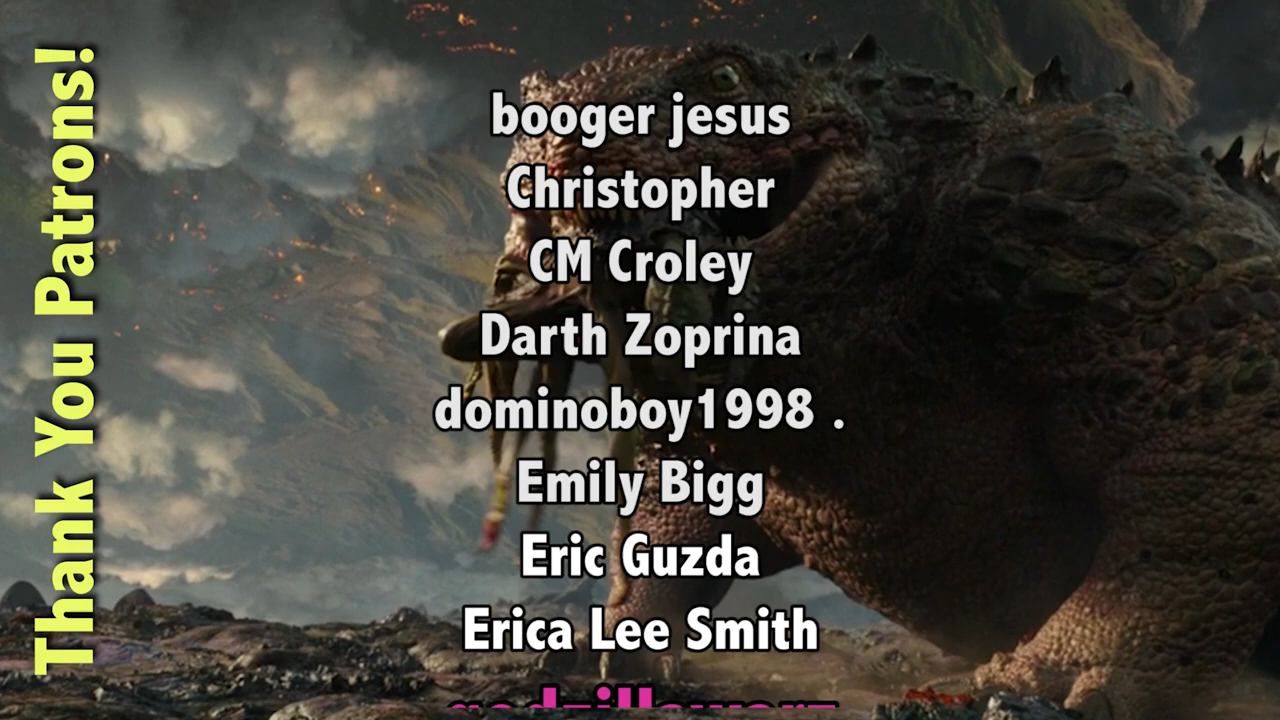 Thank You Patrons!
booger jesus
Christopher
CM Croley
Darth Zoprina
dominoboy1998 .
Emily Bigg
Eric Guzda
Erica Lee Smith